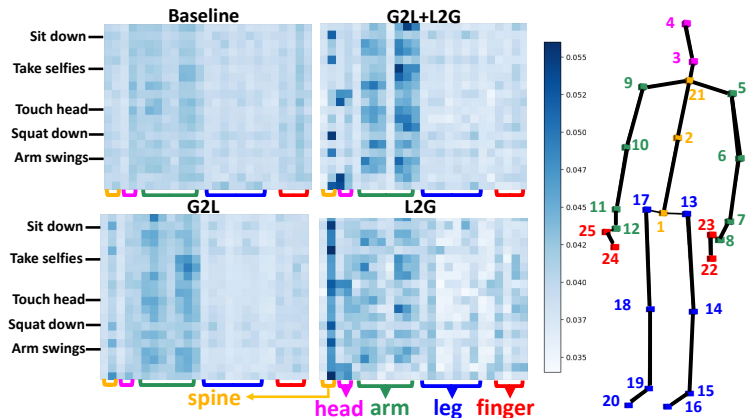 Baseline
G2L+L2G
Sit down
Take selfies
Touch head
Squat down
Arm swings
G2L
L2G
Sit down
Take selfies
Touch head
Squat down
Arm swings
spine
head
arm
leg
finger
0.055
0.052
0.050
0.047
0.045
0.042
0.040
0.037
0.035
4
3
9
21
5
10
2
6
11
17
1
13
7
25
12
23
8
24
22
18
14
19
15
20
16